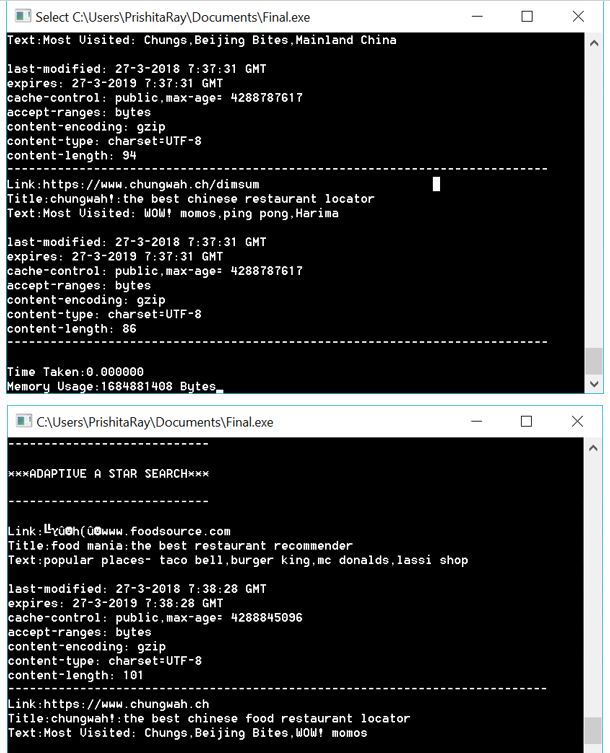 Select C:\Users\PrishitaRay\Documents\Final.exe
Text:Most Visited: Chungs,Beijing Bites,Mainland China
last-modified: 27-3-2018 7:37:31 GMT
expires: 27-3-2019 7:37:31 GMT
cache-control: public,max-age= 4288787617
accept-ranges: bytes
content-encoding: gzip
content-type: charset=UTF-8
content-length: 94
--------------------------------------------------------------------------
Link:https://www.chungwah.ch/dimsum
Title:chungwah!:the best chinese restaurant locator
Text:Most Visited: WOW! momos,ping pong,Harima
last-modified: 27-3-2018 7:37:31 GMT
expires: 27-3-2019 7:37:31 GMT
cache-control: public,max-age= 4288787617
accept-ranges: bytes
content-encoding: gzip
content-type: charset=UTF-8
content-length: 86
--------------------------------------------------------------------------
Time Taken:0.000000
Memory Usage:1684881408 Bytes
C:\Users\PrishitaRay\Documents\Final.exe
----------------------------
***ADAPTIVE A STAR SEARCH***
----------------------------
Link: www.foodsource.com
Title:food mania:the best restaurant recommender
Text:popular places- taco bell,burger king,mc donalds,lassi shop
last-modified: 27-3-2018 7:38:28 GMT
expires: 27-3-2019 7:38:28 GMT
cache-control: public,max-age= 4288845096
accept-ranges: bytes
content-encoding: gzip
content-type: charset=UTF-8
content-length: 101
--------------------------------------------------------------------------
Link:https://www.chungwah.ch
Title:chungwah!:the best chinese food restaurant locator
Text:Most Visited: Chungs,Beijing Bites,WOW! momos